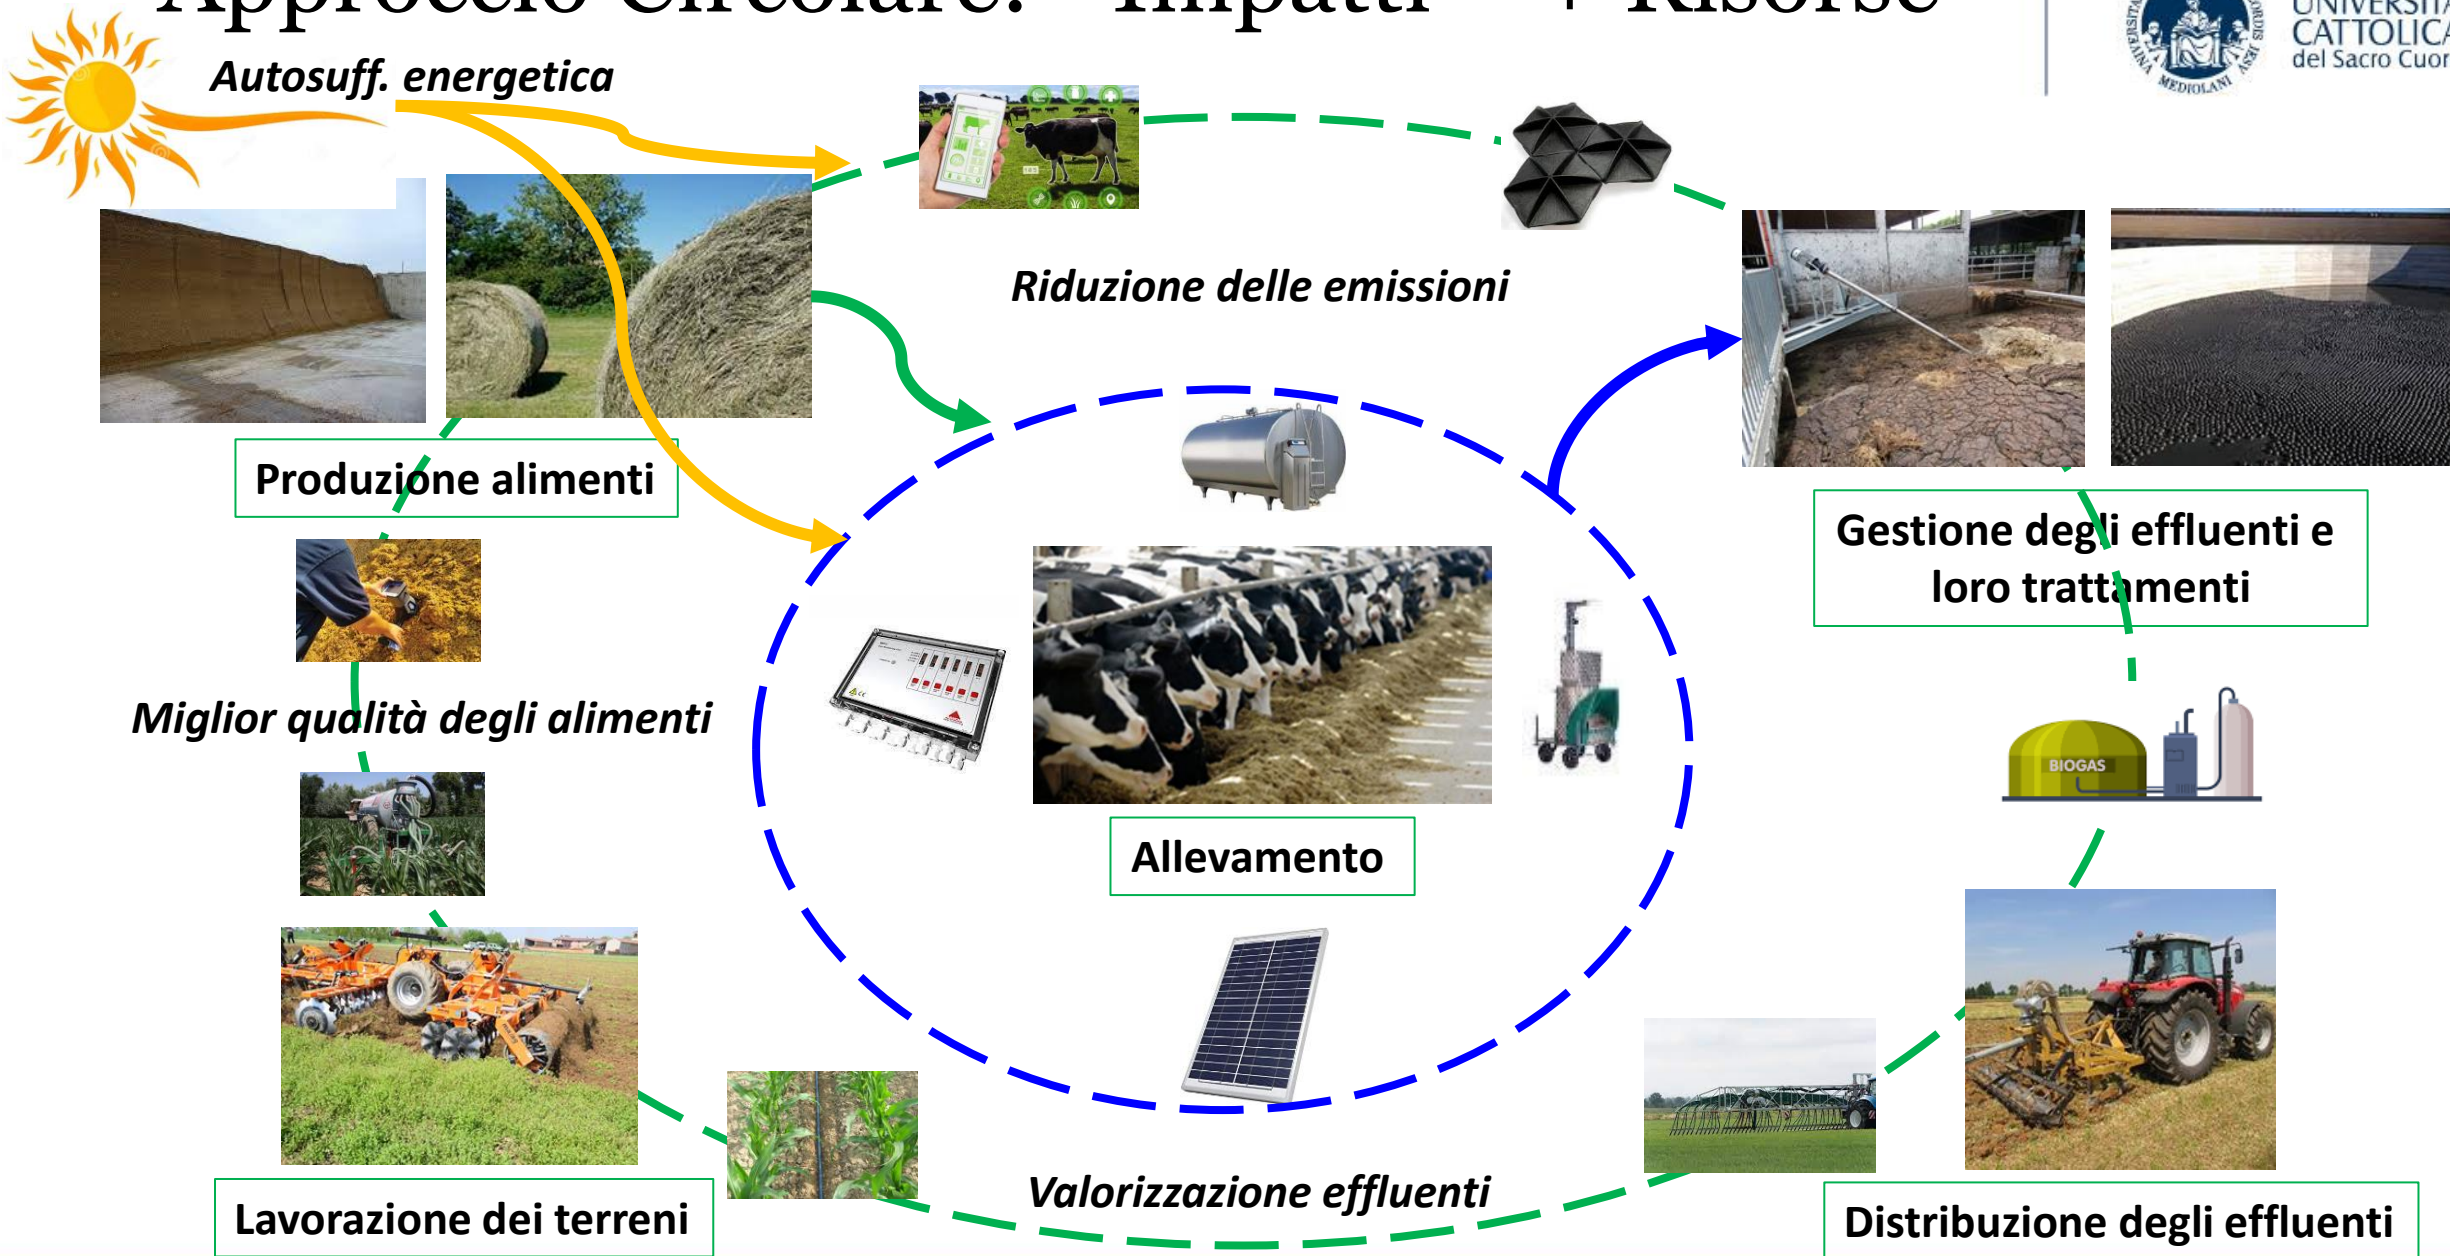 Approccio Circolare: - Impatti + Risorse
UNIVERSITÀ
CATTOLICA
del Sacro Cuore
MEDIOLANI
Autosuff. energetica
Riduzione delle emissioni
Produzione alimenti
Gestione degli effluenti e
loro trattamenti
Miglior qualità degli alimenti
BIOGAS
Allevamento
Valorizzazione effluenti
Lavorazione dei terreni
Distribuzione degli effluenti